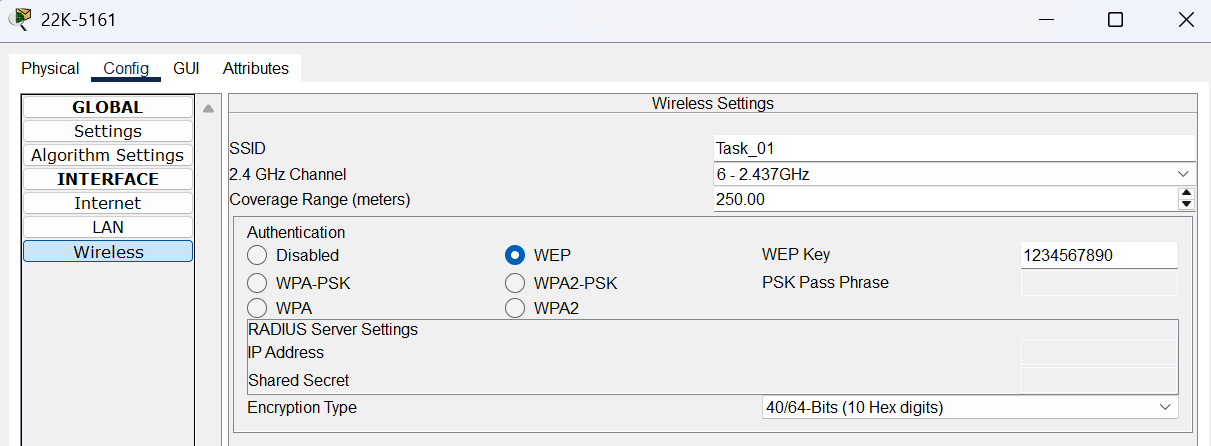 22K-5161
Physical Config GUI Attributes
GLOBAL
Settings
Algorithm Settings
INTERFACE
Internet
LAN
Wireless
Wireless Settings
SSID Task_01
2.4 GHz Channel 6 - 2.437GHz
Coverage Range (meters) 250.00
Authentication
Disabled WEP WEP Key 1234567890
WPA-PSK WPA2-PSK PSK Pass Phrase
WPA WPA2
RADIUS Server Settings
IP Address
Shared Secret
Encryption Type 40/64-Bits (10 Hex digits)